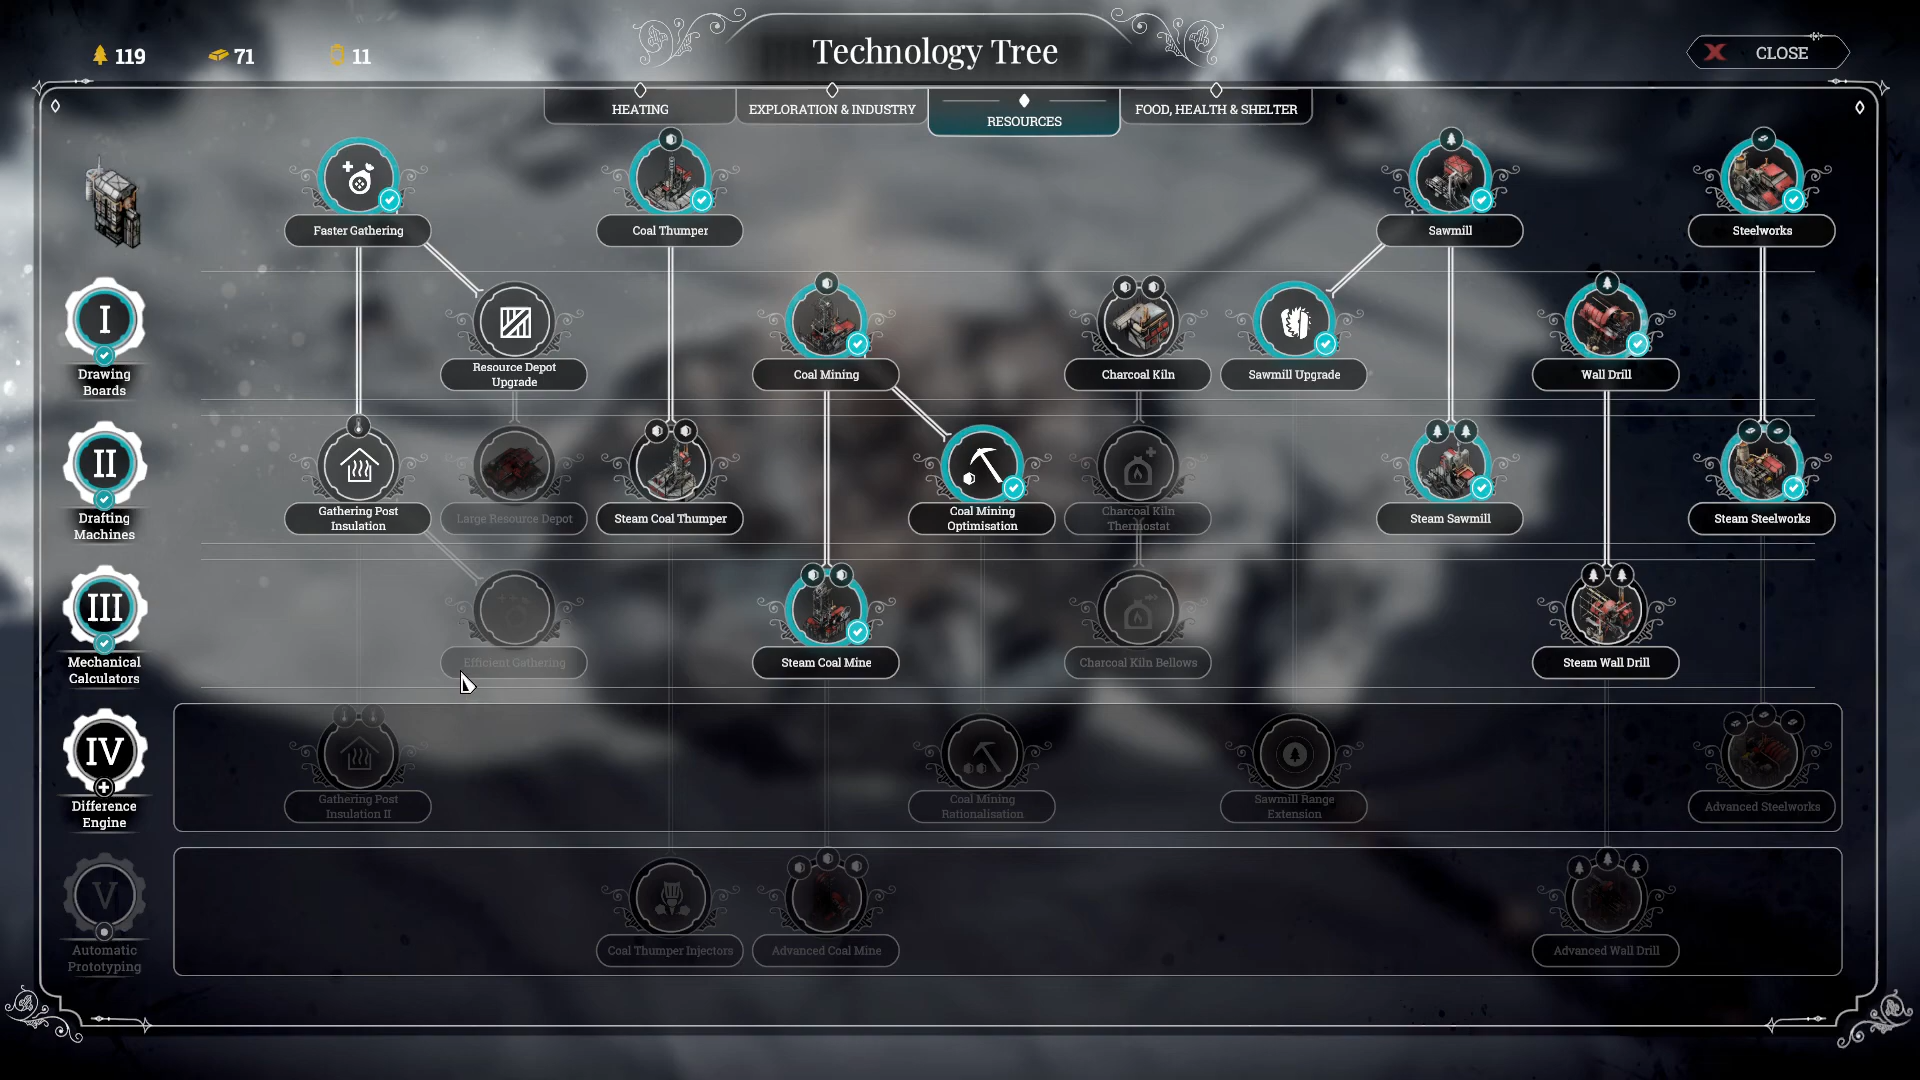 119
71
11
Technology Tree
CLOSE
HEATING
EXPLORATION & INDUSTRY
RESOURCES
FOOD, HEALTH & SHELTER
Faster Gathering
Coal Thumper
Sawmill
Steelworks
I
Drawing
Boards
Resource Depot
Upgrade
Coal Mining
Charcoal Kiln
Sawmill Upgrade
Wall Drill
II
Drafting
Machines
Gathering Post
Insulation
Large Resource Depot
Steam Coal Thumper
Coal Mining
Optimisation
Charcoal Kiln
Thermostat
Steam Sawmill
Steam Steelworks
III
Mechanical
Calculators
Efficient Gathering
Steam Coal Mine
Charcoal Kiln Bellows
Steam Wall Drill
IV
Difference
Engine
Gathering Post
Insulation II
Coal Mining
Rationalisation
Sawmill Range
Extension
Advanced Steelworks
V
Automatic
Prototyping
Coal Thumper Injectors
Advanced Coal Mine
Advanced Wall Drill